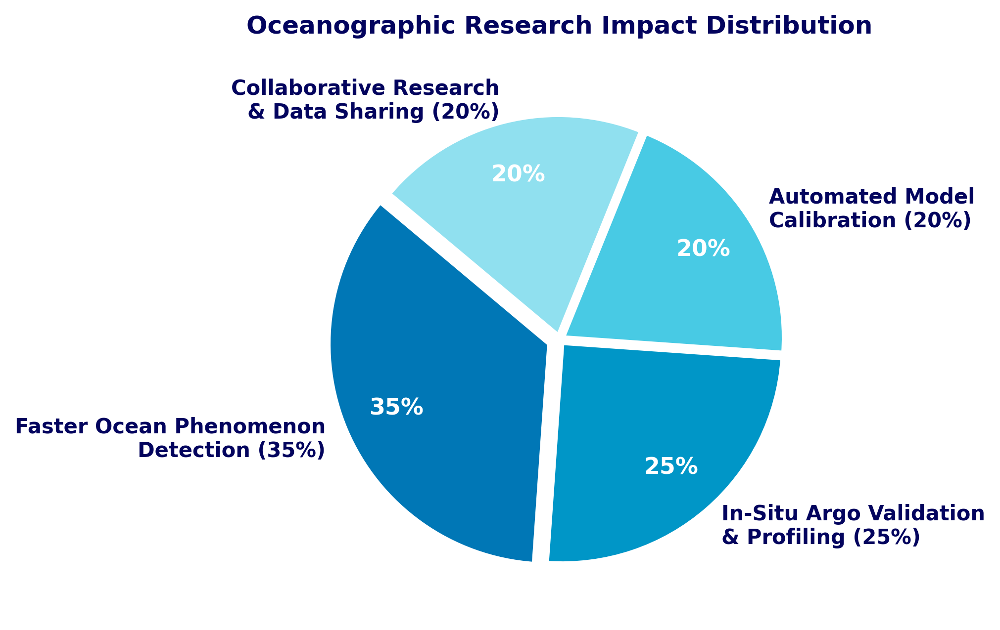 Oceanographic Research Impact Distribution
Collaborative Research
& Data Sharing (20%)
20%
Automated Model
Calibration (20%)
20%
35%
Faster Ocean Phenomenon
Detection (35%)
25%
In-Situ Argo Validation
& Profiling (25%)